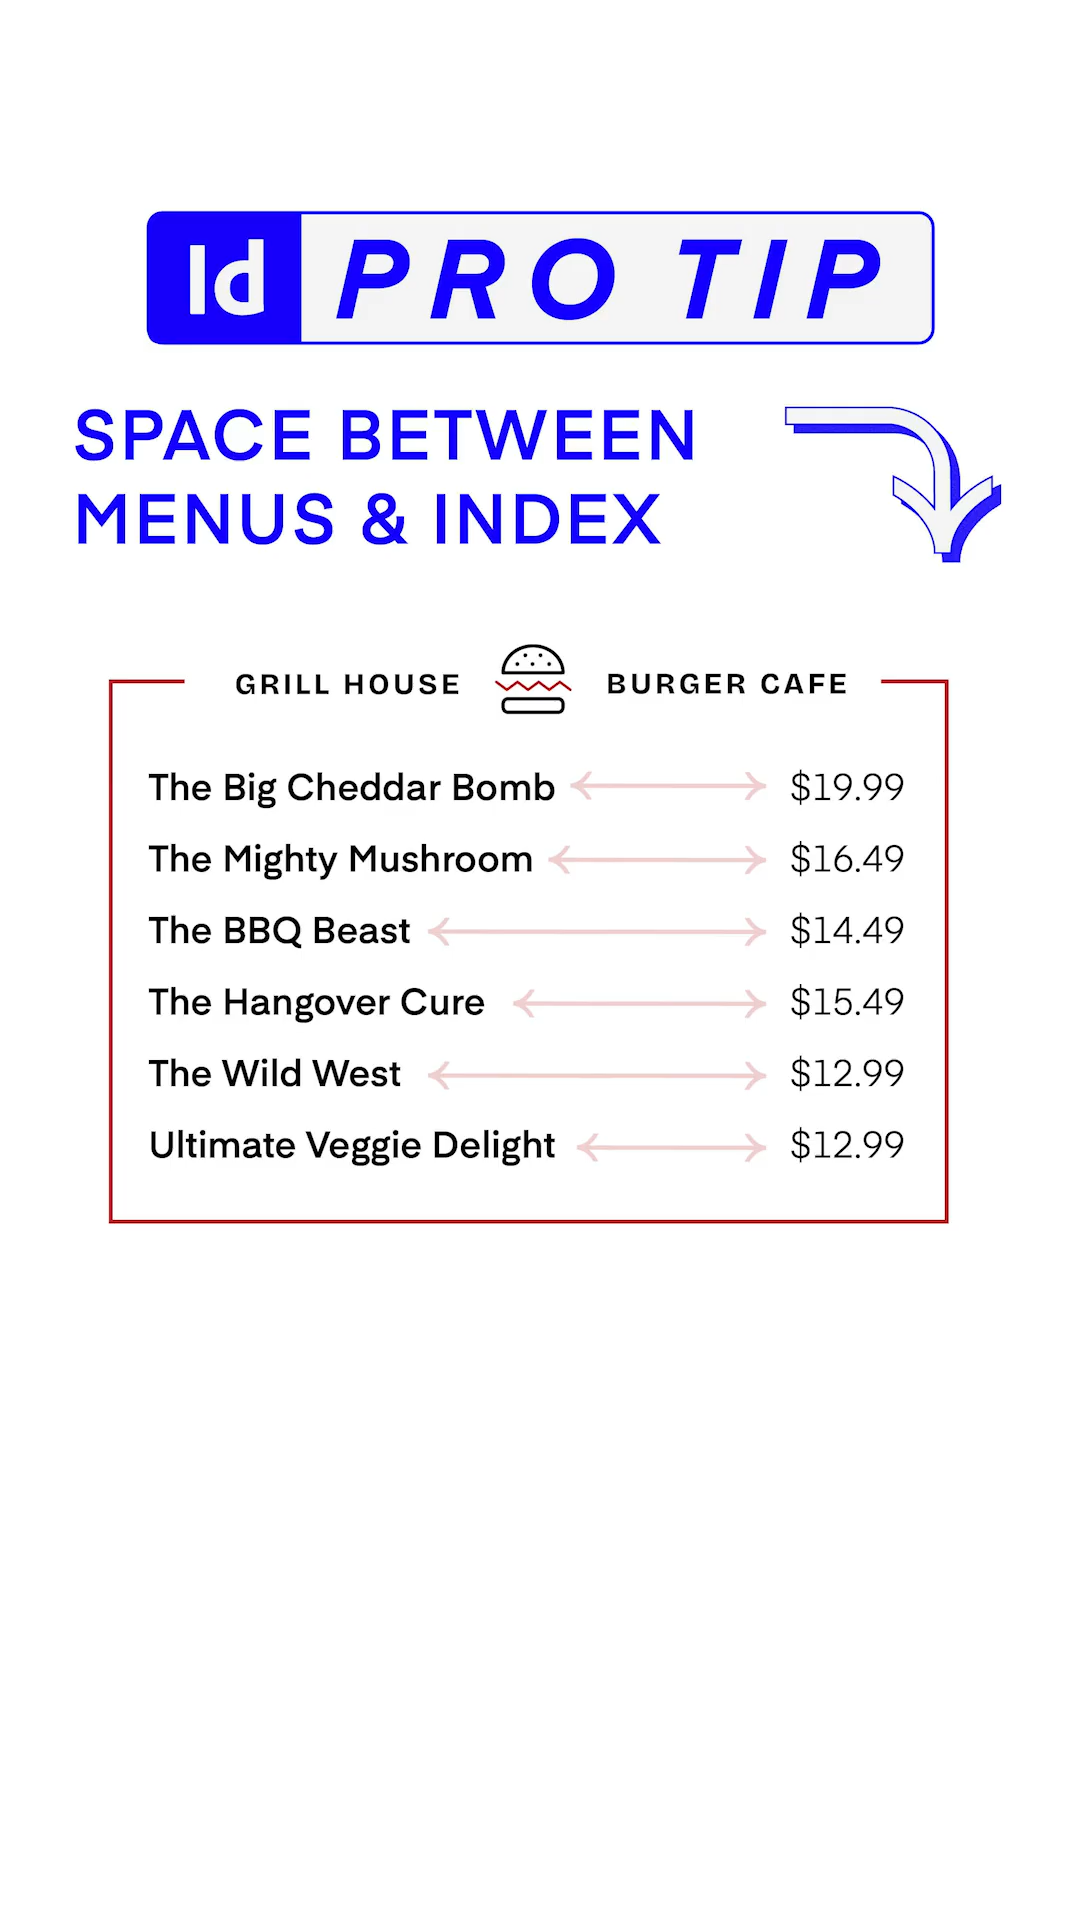 Id PRO TIP
SPACE BETWEEN
MENUS & INDEX
GRILL HOUSE BURGER CAFE
The Big Cheddar Bomb $19.99
The Mighty Mushroom $16.49
The BBQ Beast $14.49
The Hangover Cure $15.49
The Wild West $12.99
Ultimate Veggie Delight $12.99